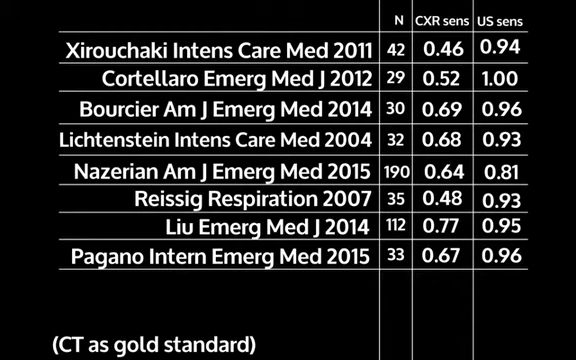 N CXR sens US sens
Xirouchaki Intens Care Med 2011 42 0.46 0.94
Cortellaro Emerg Med J 2012 29 0.52 1.00
Bourcier Am J Emerg Med 2014 30 0.69 0.96
Lichtenstein Intens Care Med 2004 32 0.68 0.93
Nazerian Am J Emerg Med 2015 190 0.64 0.81
Reissig Respiration 2007 35 0.48 0.93
Liu Emerg Med J 2014 112 0.77 0.95
Pagano Intern Emerg Med 2015 33 0.67 0.96
(CT as gold standard)